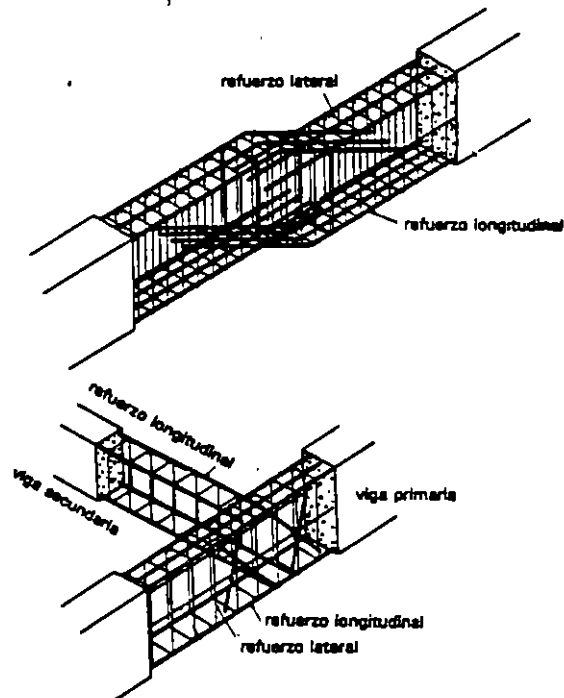 refuerzo lateral
refuerzo longitudinal
refuerzo longitudinal
viga secundaria
viga primaria
refuerzo longitudinal
refuerzo lateral